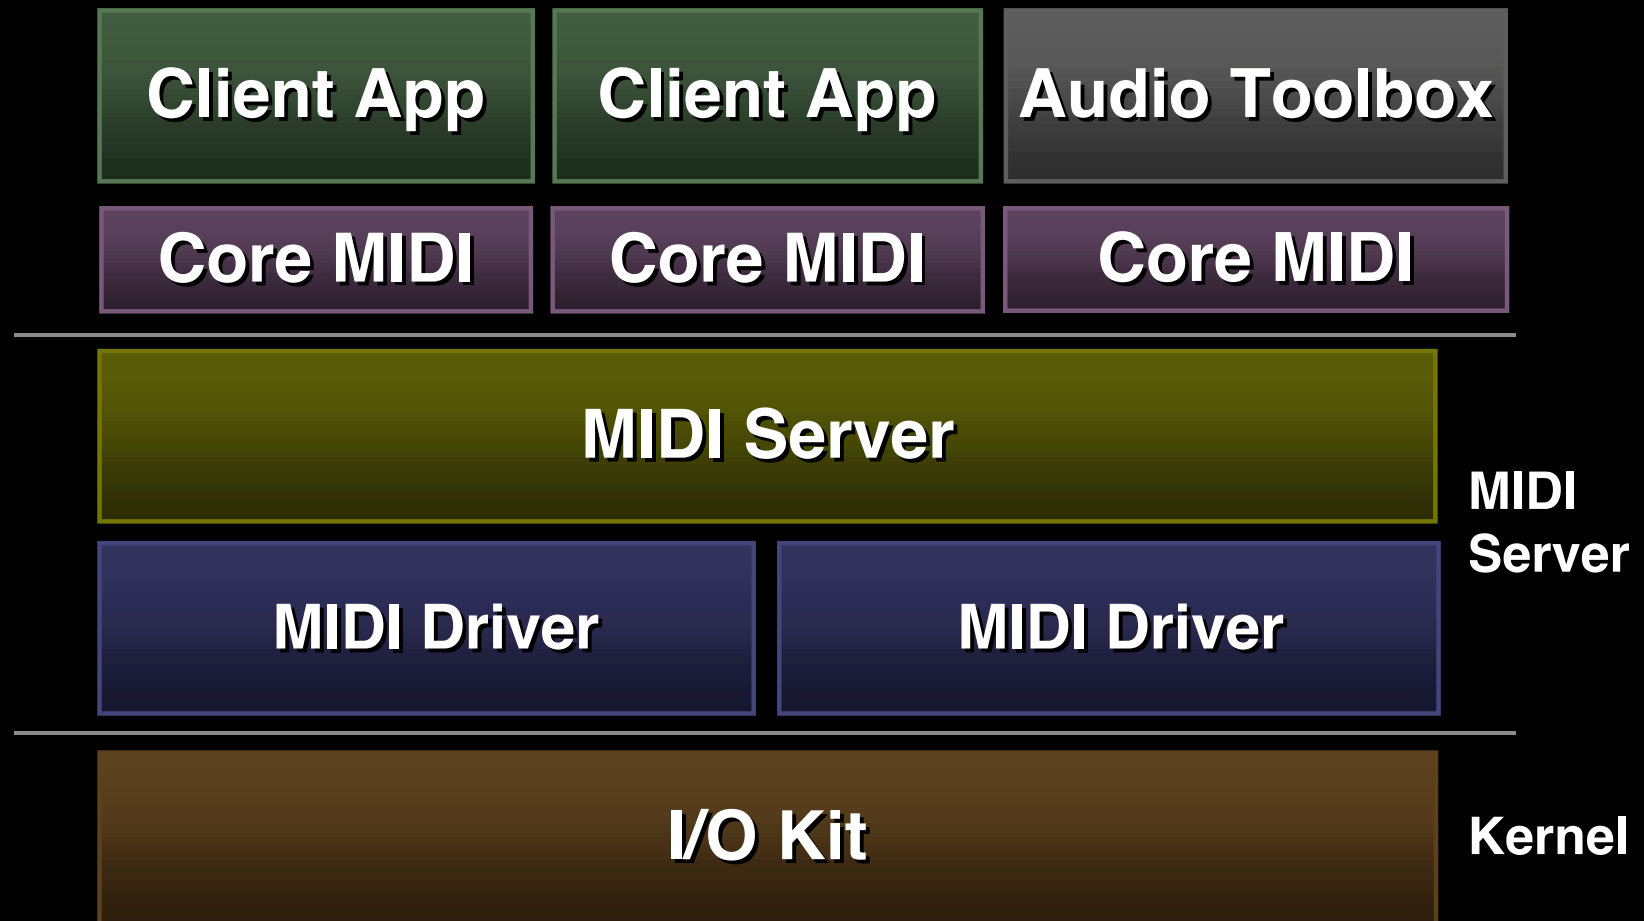 Client App
Client App
Audio Toolbox
Core MIDI
Core MIDI
Core MIDI
MIDI Server
MIDI
Server
MIDI Driver
MIDI Driver
I/O Kit
Kernel